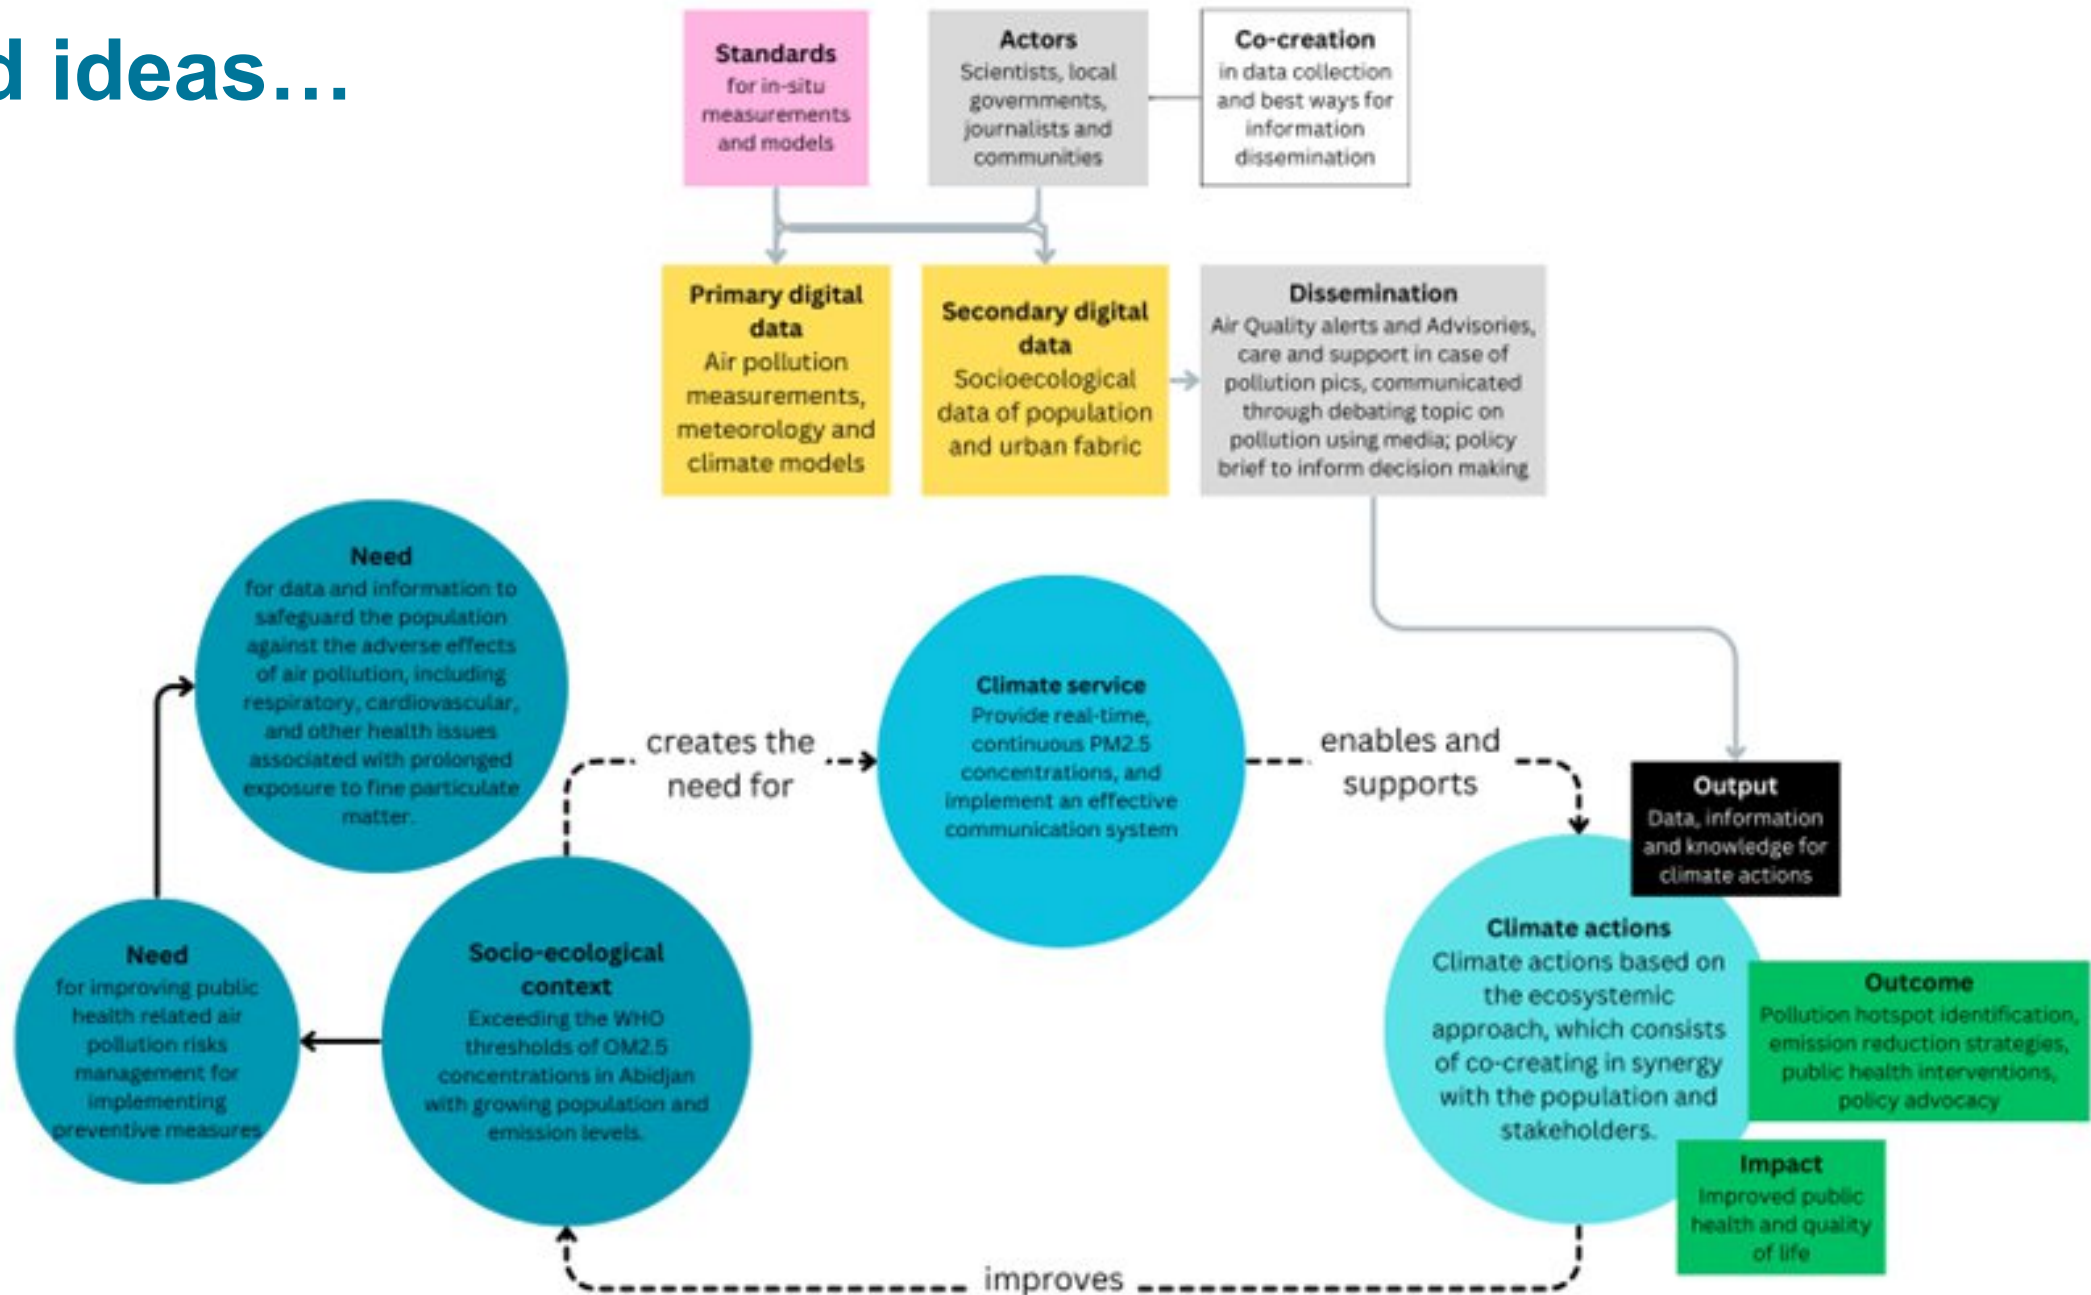 d ideas...
Standards
for in-situ
measurements
and models
Actors
Scientists, local
governments,
journalists and
communities
Co-creation
in data collection
and best ways for
information
dissemination
Primary digital
data
Air pollution
measurements,
meteorology and
climate models
Secondary digital
data
Socioecological
data of population
and urban fabric
Dissemination
Air Quality alerts and Advisories,
care and support in case of
pollution pics, communicated
through debating topic on
pollution using media; policy
brief to inform decision making
Need
for data and information to
safeguard the population
against the adverse effects
of air pollution, including
respiratory, cardiovascular,
and other health issues
associated with prolonged
exposure to fine particulate
matter.
creates the
need for
Climate service
Provide real-time,
continuous PM2.5
concentrations, and
implement an effective
communication system
enables and
supports
Output
Data, information
and knowledge for
climate actions
Need
for improving public
health related air
pollution risks
management for
implementing
preventive measures
Socio-ecological
context
Exceeding the WHO
thresholds of OM2.5
concentrations in Abidjan
with growing population and
emission levels.
Climate actions
Climate actions based on
the ecosystemic
approach, which consists
of co-creating in synergy
with the population and
stakeholders.
Outcome
Pollution hotspot identification,
emission reduction strategies,
public health interventions,
policy advocacy
Impact
Improved public
health and quality
of life
improves